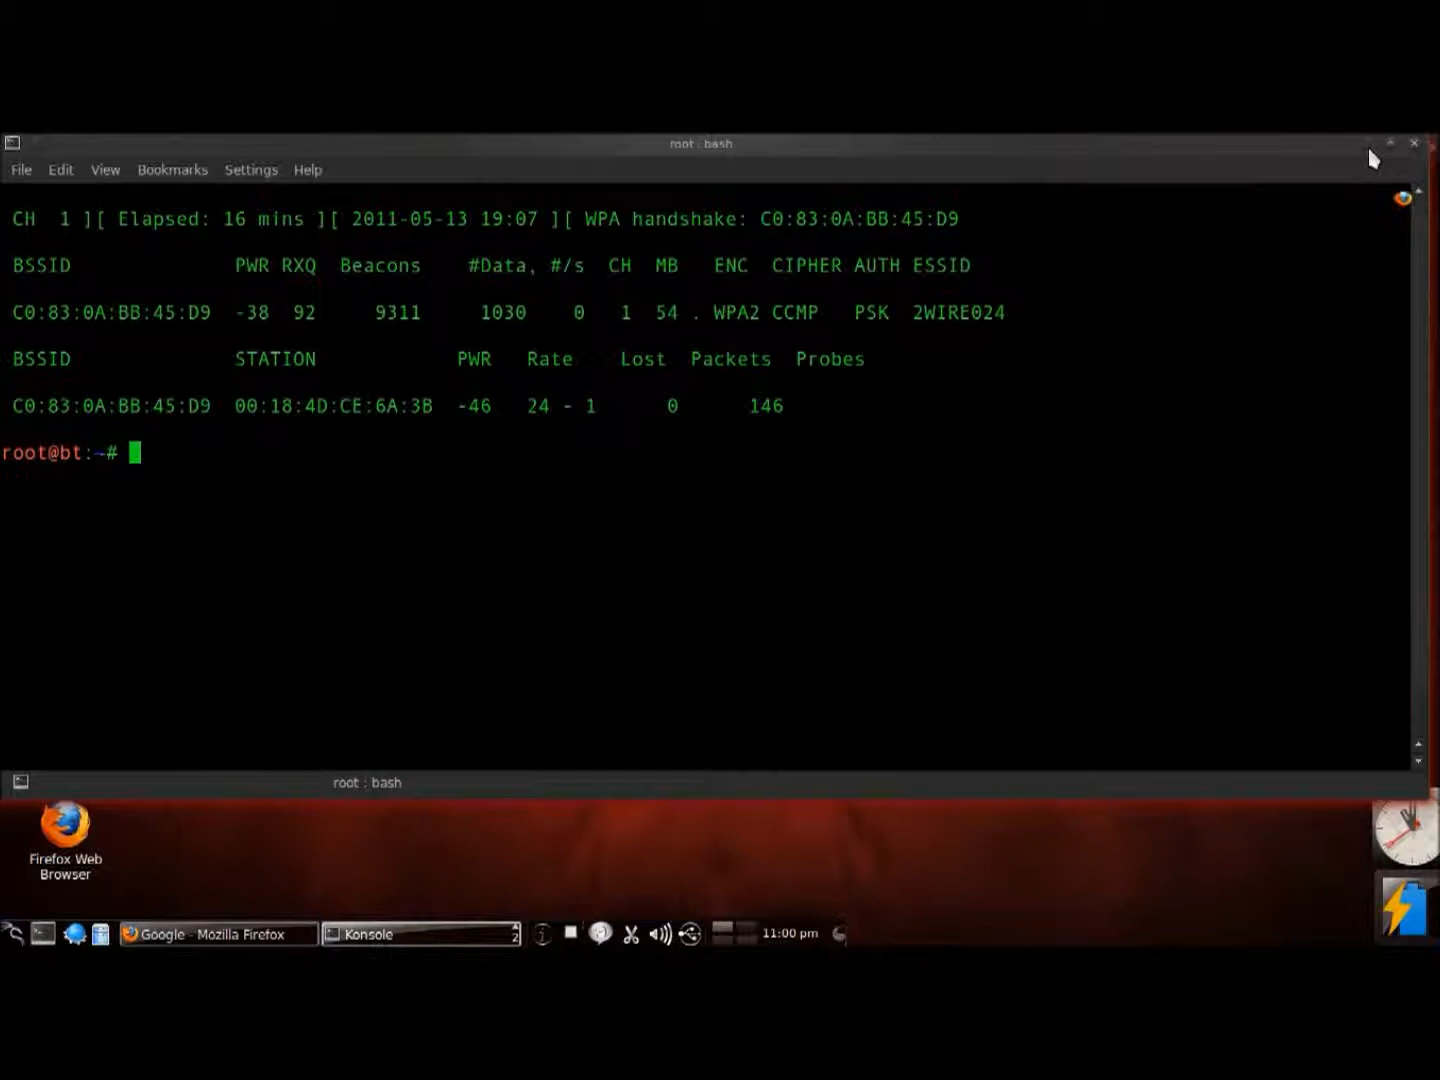 root : bash
File Edit View Bookmarks Settings Help
CH 1 ][ Elapsed: 16 mins ][ 2011-05-13 19:07 ][ WPA handshake: C0:83:0A:BB:45:D9
BSSID PWR RXQ Beacons #Data, #/s CH MB ENC CIPHER AUTH ESSID
C0:83:0A:BB:45:D9 -38 92 9311 1030 0 1 54 . WPA2 CCMP PSK 2WIRE024
BSSID STATION PWR Rate Lost Packets Probes
C0:83:0A:BB:45:D9 00:18:4D:CE:6A:3B -46 24 - 1 0 146
root@bt:~#
root : bash
Firefox Web
Browser
Google - Mozilla Firefox Konsole 2 11:00 pm